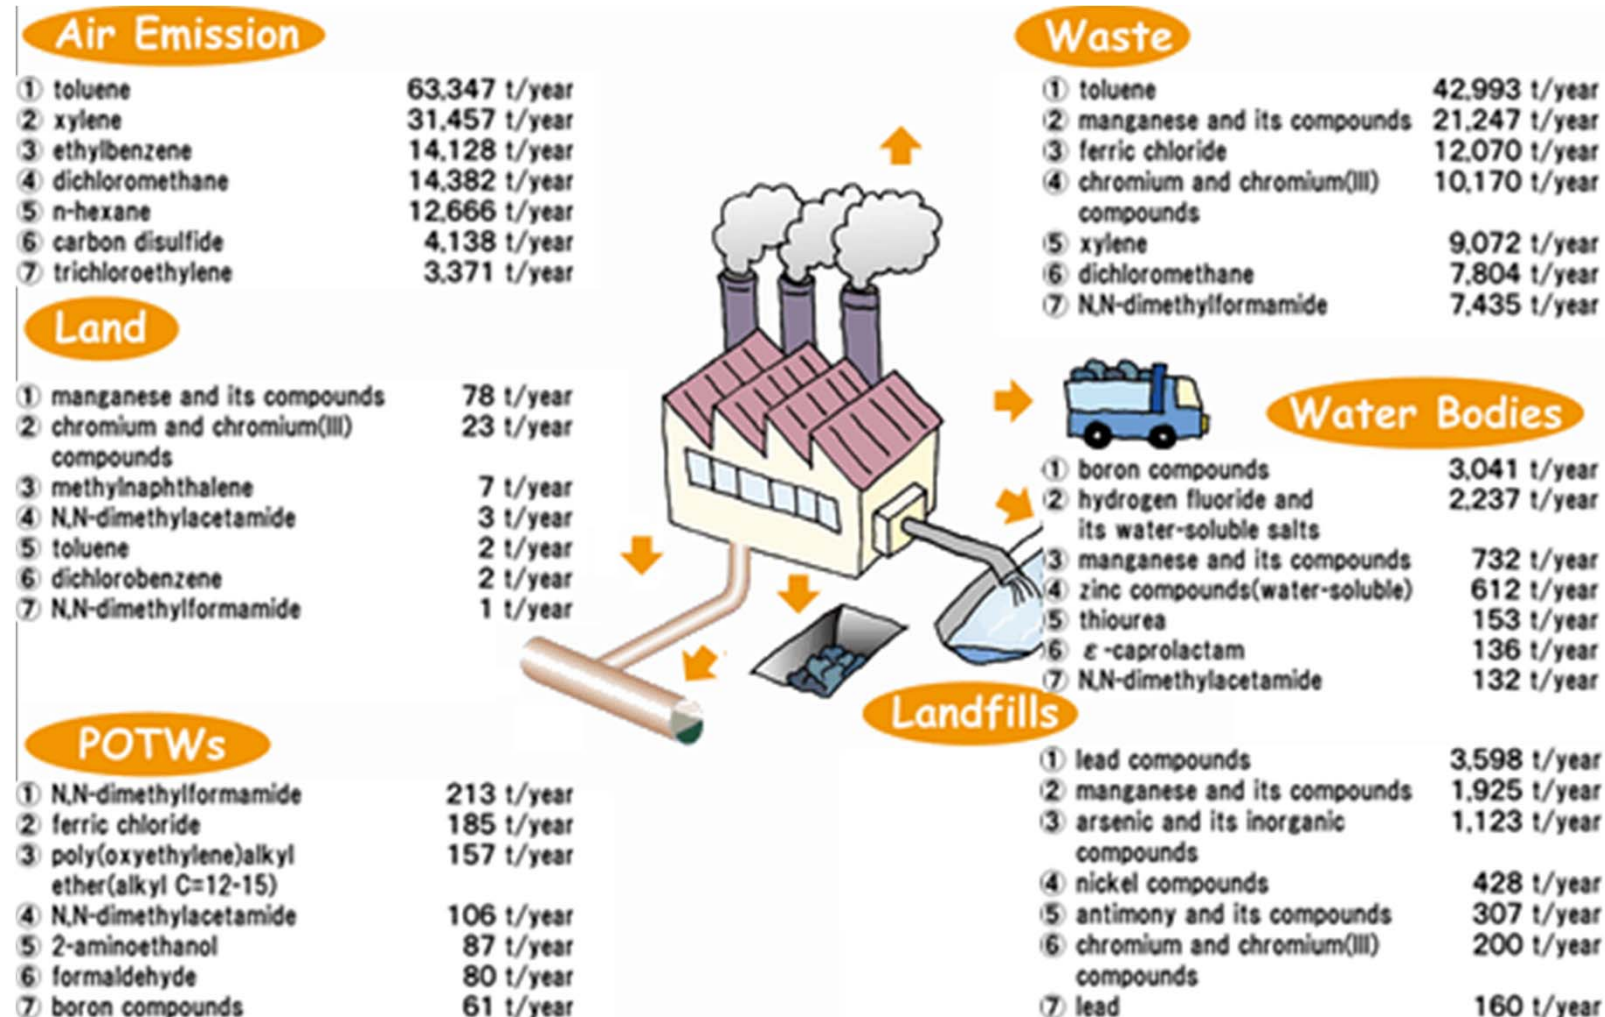 Air Emission
① toluene 63,347 t/year
② xylene 31,457 t/year
③ ethylbenzene 14,128 t/year
④ dichloromethane 14,382 t/year
⑤ n-hexane 12,666 t/year
⑥ carbon disulfide 4,138 t/year
⑦ trichloroethylene 3,371 t/year
Land
① manganese and its compounds 78 t/year
② chromium and chromium(III) 23 t/year
compounds
③ methylnaphthalene 7 t/year
④ N,N-dimethylacetamide 3 t/year
⑤ toluene 2 t/year
⑥ dichlorobenzene 2 t/year
⑦ N,N-dimethylformamide 1 t/year
POTWs
① N,N-dimethylformamide 213 t/year
② ferric chloride 185 t/year
③ poly(oxyethylene)alkyl 157 t/year
ether(alkyl C=12-15)
④ N,N-dimethylacetamide 106 t/year
⑤ 2-aminoethanol 87 t/year
⑥ formaldehyde 80 t/year
⑦ boron compounds 61 t/year
Waste
① toluene 42,993 t/year
② manganese and its compounds 21,247 t/year
③ ferric chloride 12,070 t/year
④ chromium and chromium(III) 10,170 t/year
compounds
⑤ xylene 9,072 t/year
⑥ dichloromethane 7,804 t/year
⑦ N,N-dimethylformamide 7,435 t/year
Water Bodies
① boron compounds 3,041 t/year
② hydrogen fluoride and 2,237 t/year
its water-soluble salts
③ manganese and its compounds 732 t/year
④ zinc compounds(water-soluble) 612 t/year
⑤ thiourea 153 t/year
⑥ ε-caprolactam 136 t/year
⑦ N,N-dimethylacetamide 132 t/year
Landfills
① lead compounds 3,598 t/year
② manganese and its compounds 1,925 t/year
③ arsenic and its inorganic 1,123 t/year
compounds
④ nickel compounds 428 t/year
⑤ antimony and its compounds 307 t/year
⑥ chromium and chromium(III) 200 t/year
compounds
⑦ lead 160 t/year